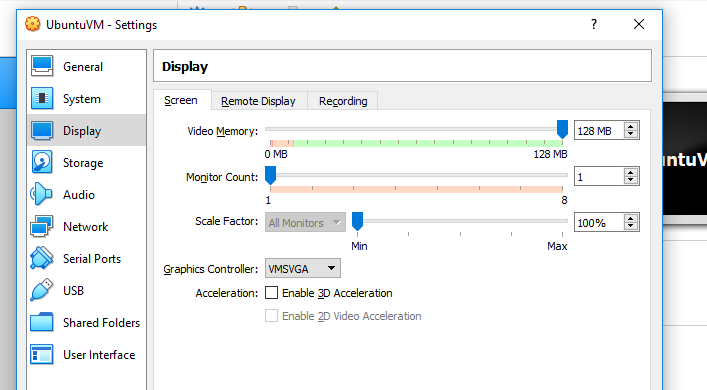 UbuntuVM - Settings
?
General
System
Display
Storage
Audio
Network
Serial Ports
USB
Shared Folders
User Interface
Display
Screen Remote Display Recording
Video Memory: 128 MB
0 MB 128 MB
Monitor Count: 1
1 8
Scale Factor: All Monitors 100%
Min Max
Graphics Controller: VMSVGA
Acceleration: Enable 3D Acceleration
Enable 2D Video Acceleration
untuVM